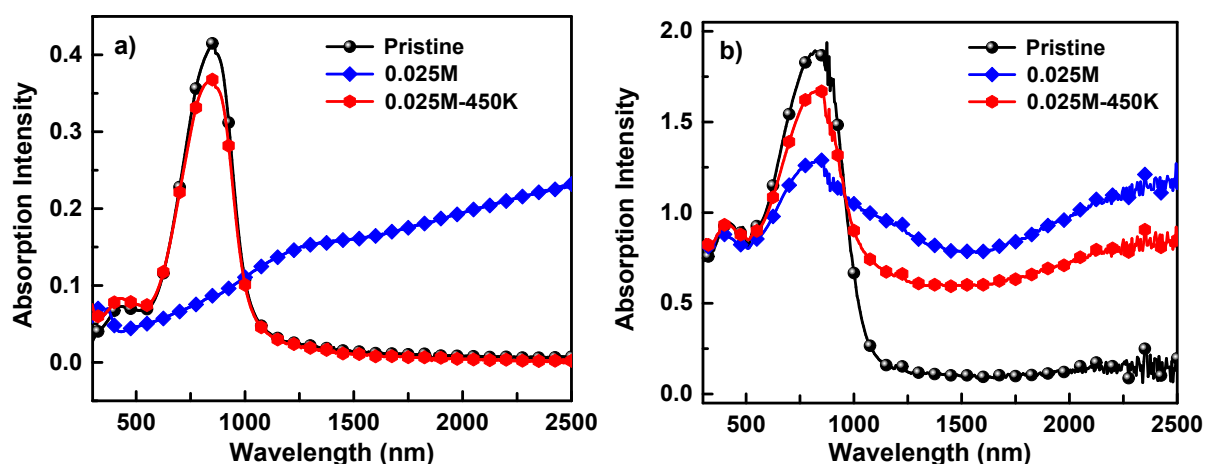 a)
Pristine
0.025M
0.025M-450K
Absorption Intensity
0.4
0.3
0.2
0.1
0.0
500 1000 1500 2000 2500
Wavelength (nm)
b)
Pristine
0.025M
0.025M-450K
Absorption Intensity
2.0
1.5
1.0
0.5
0.0
500 1000 1500 2000 2500
Wavelength (nm)